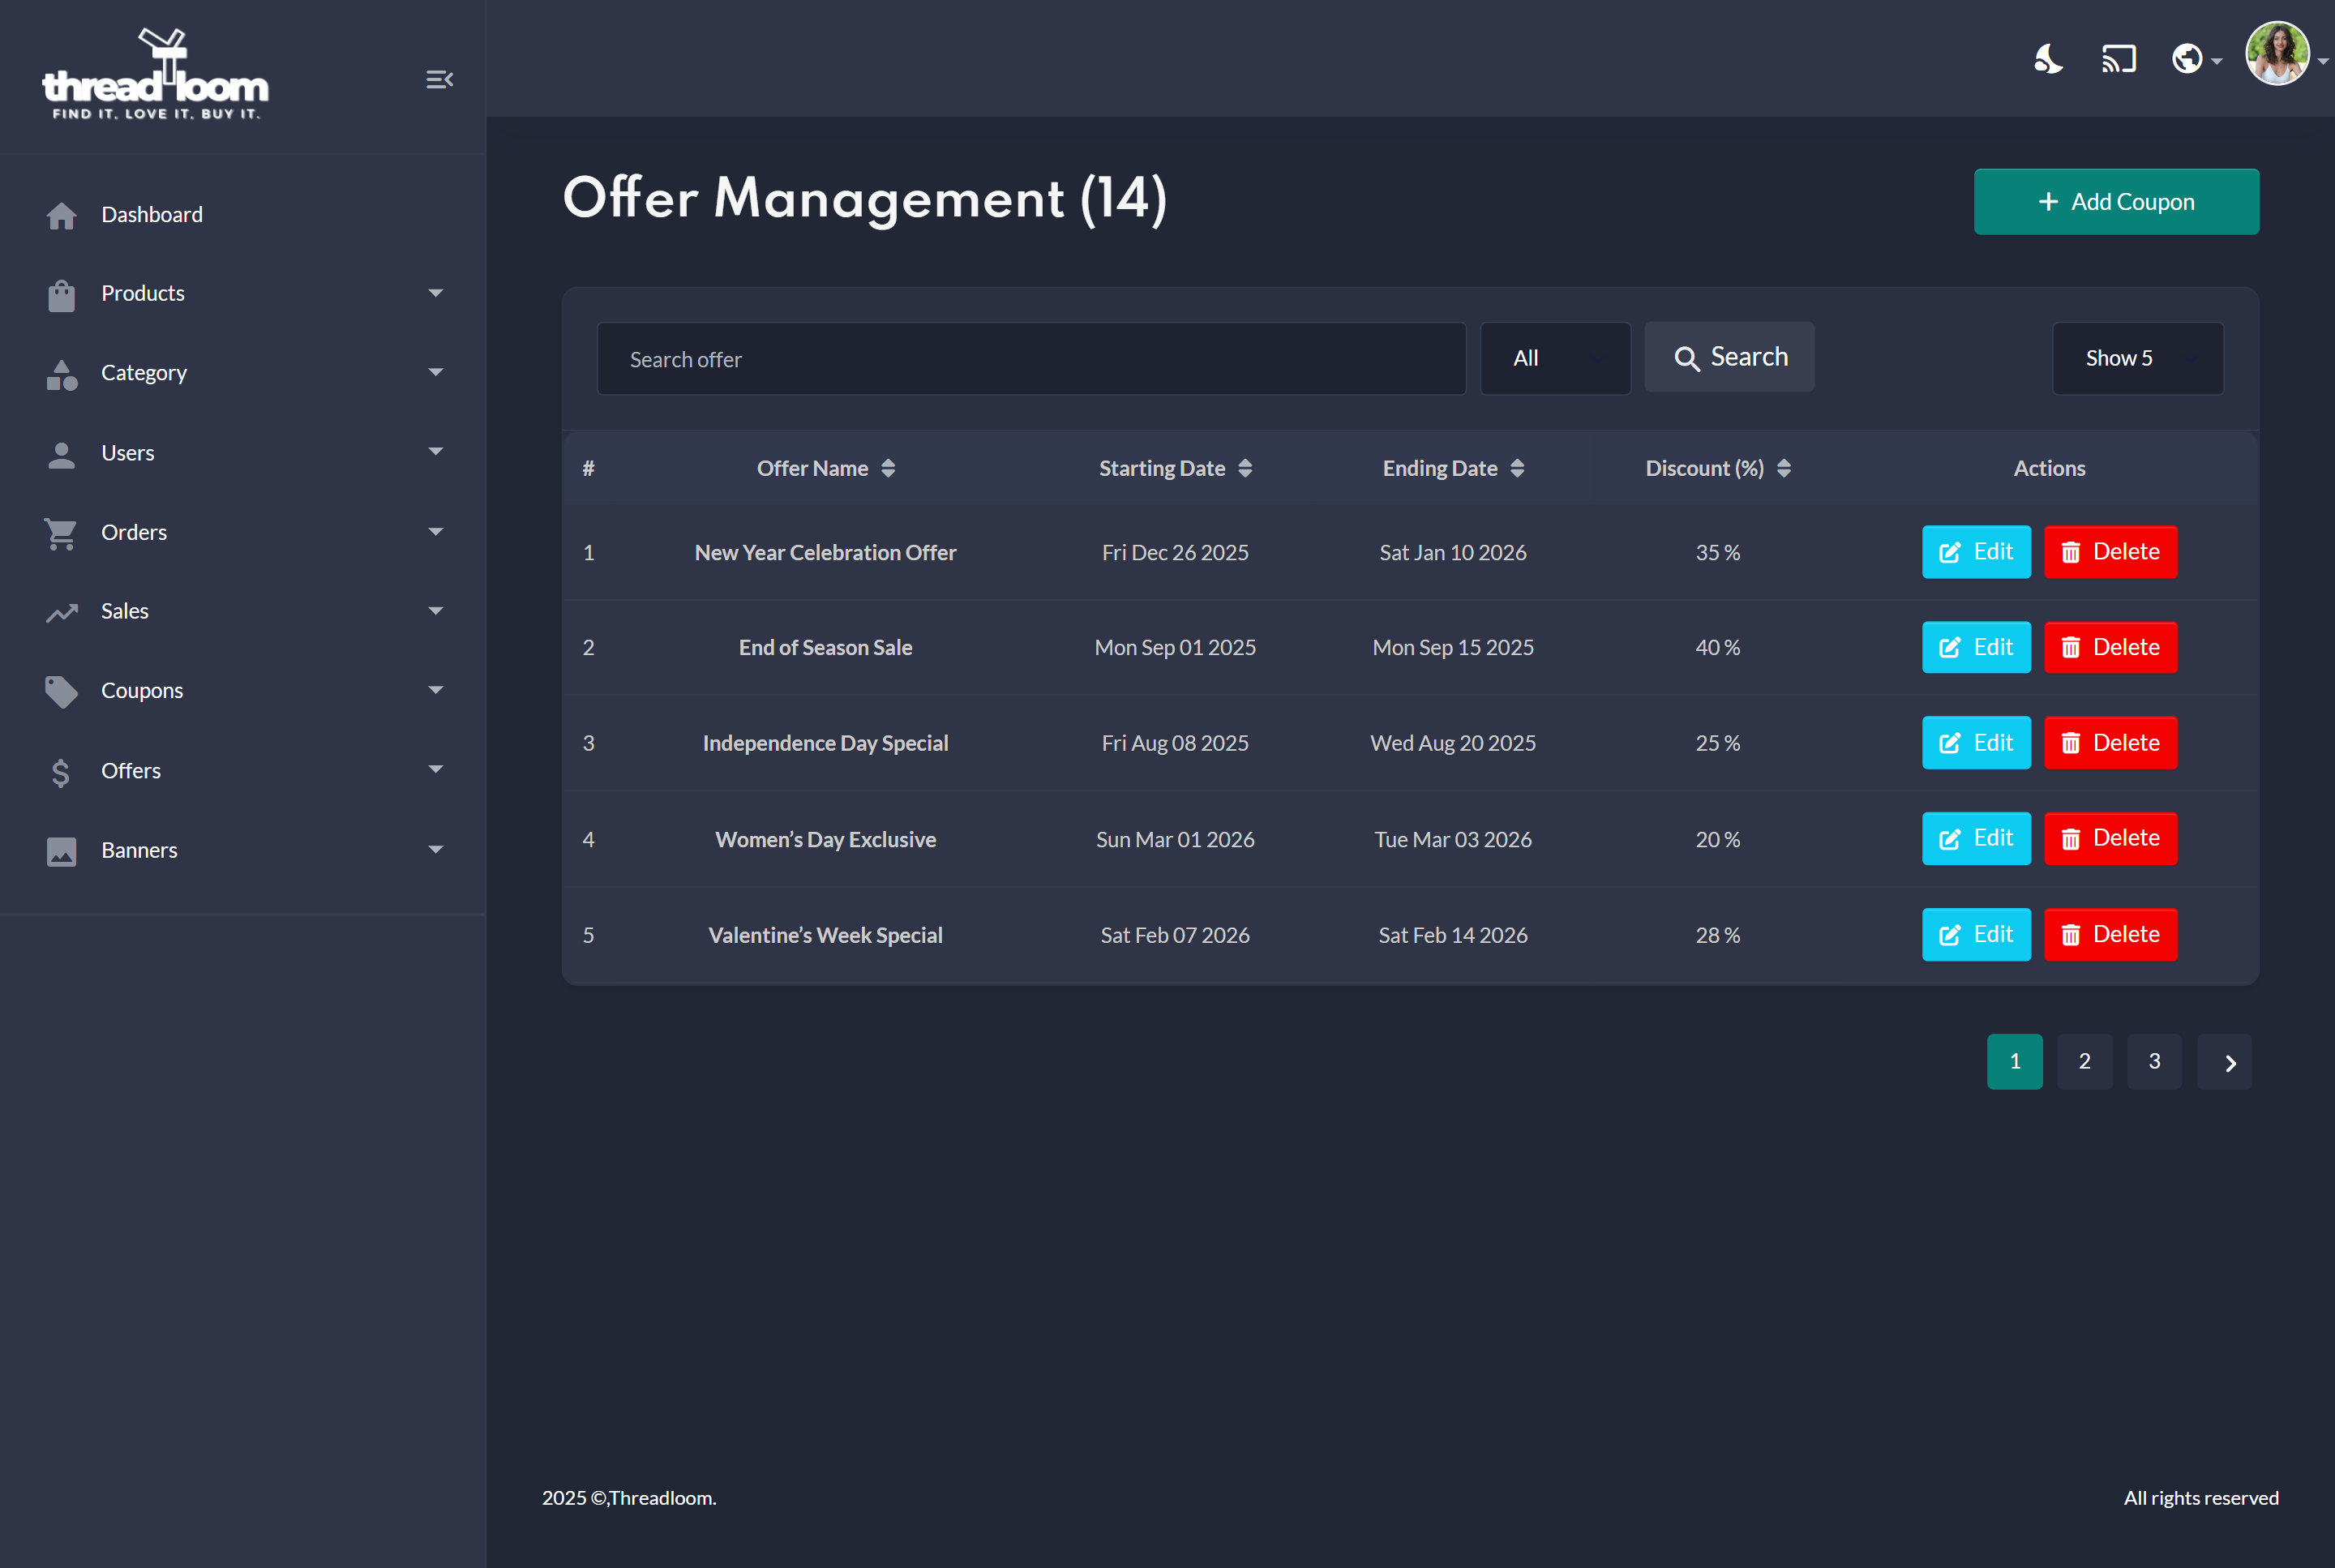 threadloom
FIND IT. LOVE IT. BUY IT.
Dashboard
Products
Category
Users
Orders
Sales
Coupons
Offers
Banners
Offer Management (14)
+ Add Coupon
Search offer
All
Search
Show 5
# Offer Name Starting Date Ending Date Discount (%) Actions
1 New Year Celebration Offer Fri Dec 26 2025 Sat Jan 10 2026 35 % Edit Delete
2 End of Season Sale Mon Sep 01 2025 Mon Sep 15 2025 40 % Edit Delete
3 Independence Day Special Fri Aug 08 2025 Wed Aug 20 2025 25 % Edit Delete
4 Women’s Day Exclusive Sun Mar 01 2026 Tue Mar 03 2026 20 % Edit Delete
5 Valentine’s Week Special Sat Feb 07 2026 Sat Feb 14 2026 28 % Edit Delete
1 2 3
2025 ©,Threadloom.
All rights reserved